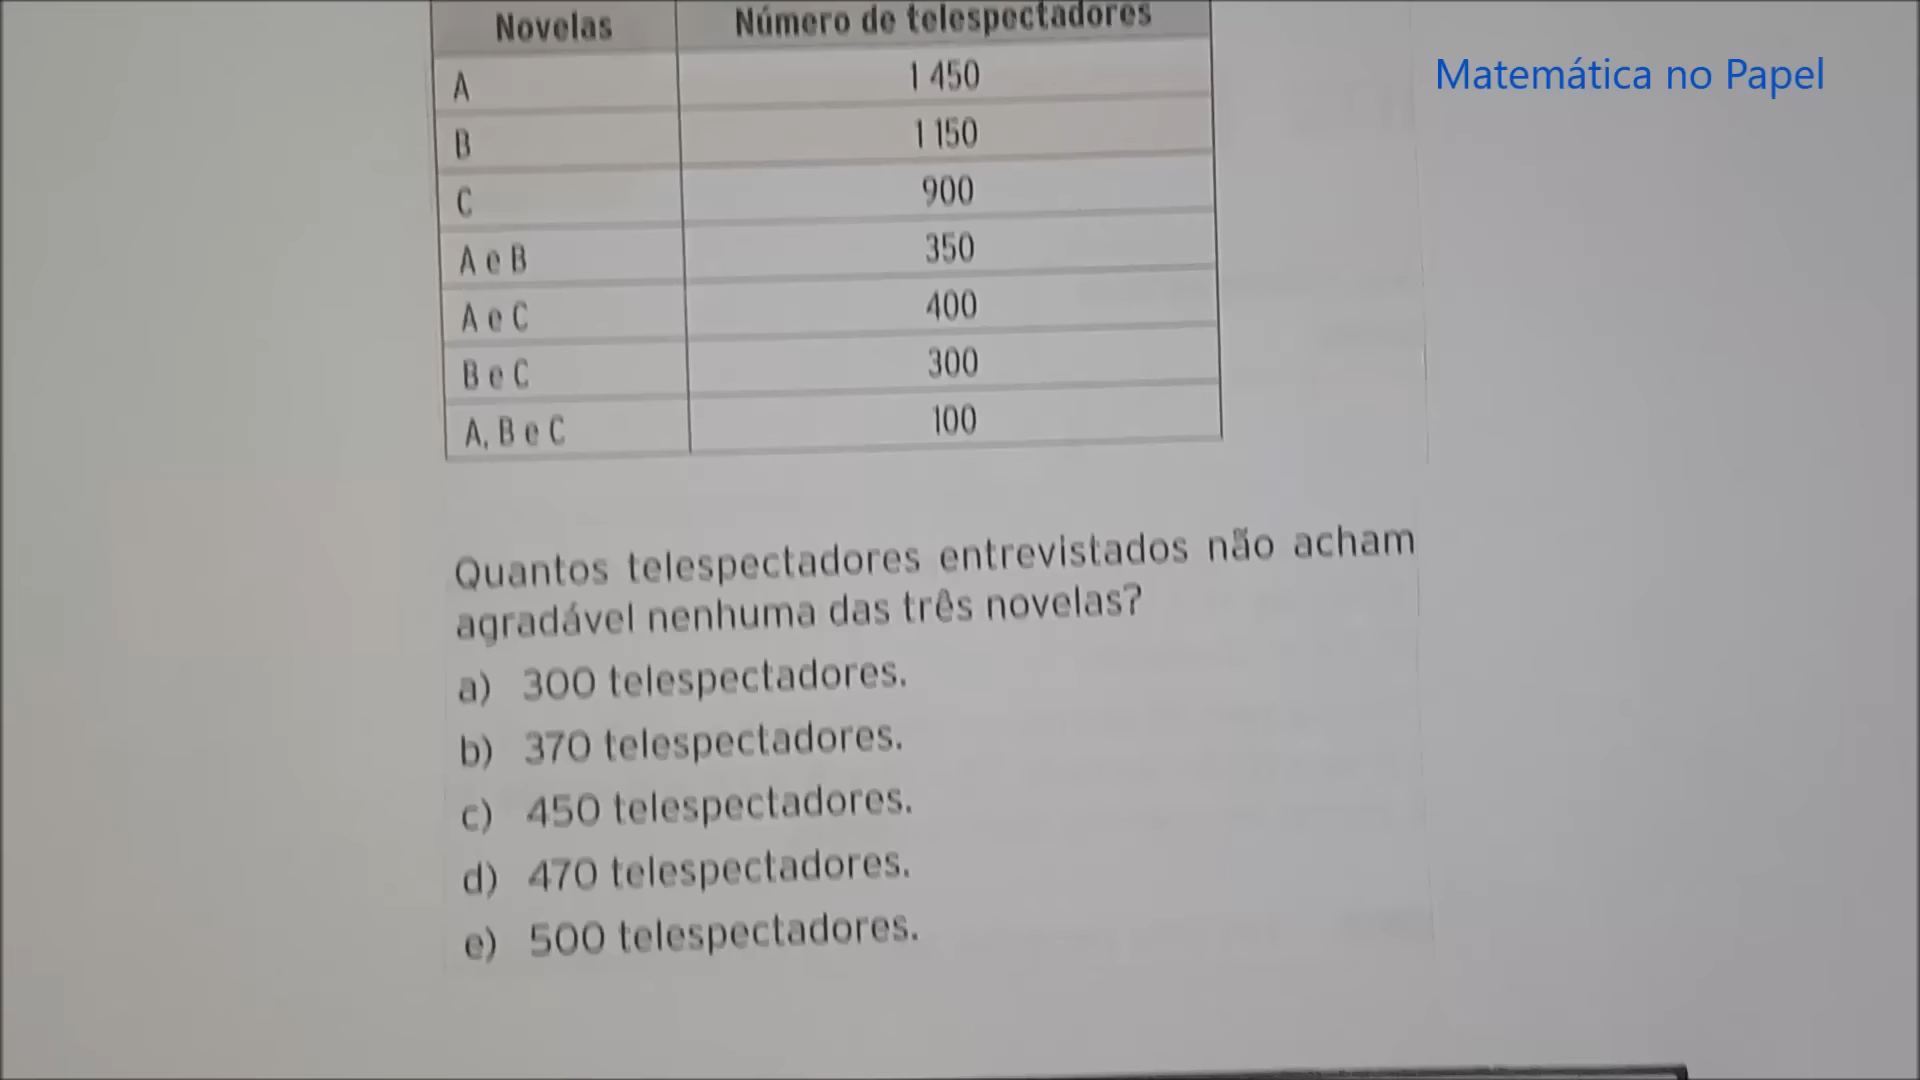 Novelas Número de telespectadores
Matemática no Papel
A 1 450
B 1 150
C 900
A e B 350
A e C 400
B e C 300
A, B e C 100
Quantos telespectadores entrevistados não acham
agradável nenhuma das três novelas?
a) 300 telespectadores.
b) 370 telespectadores.
c) 450 telespectadores.
d) 470 telespectadores.
e) 500 telespectadores.